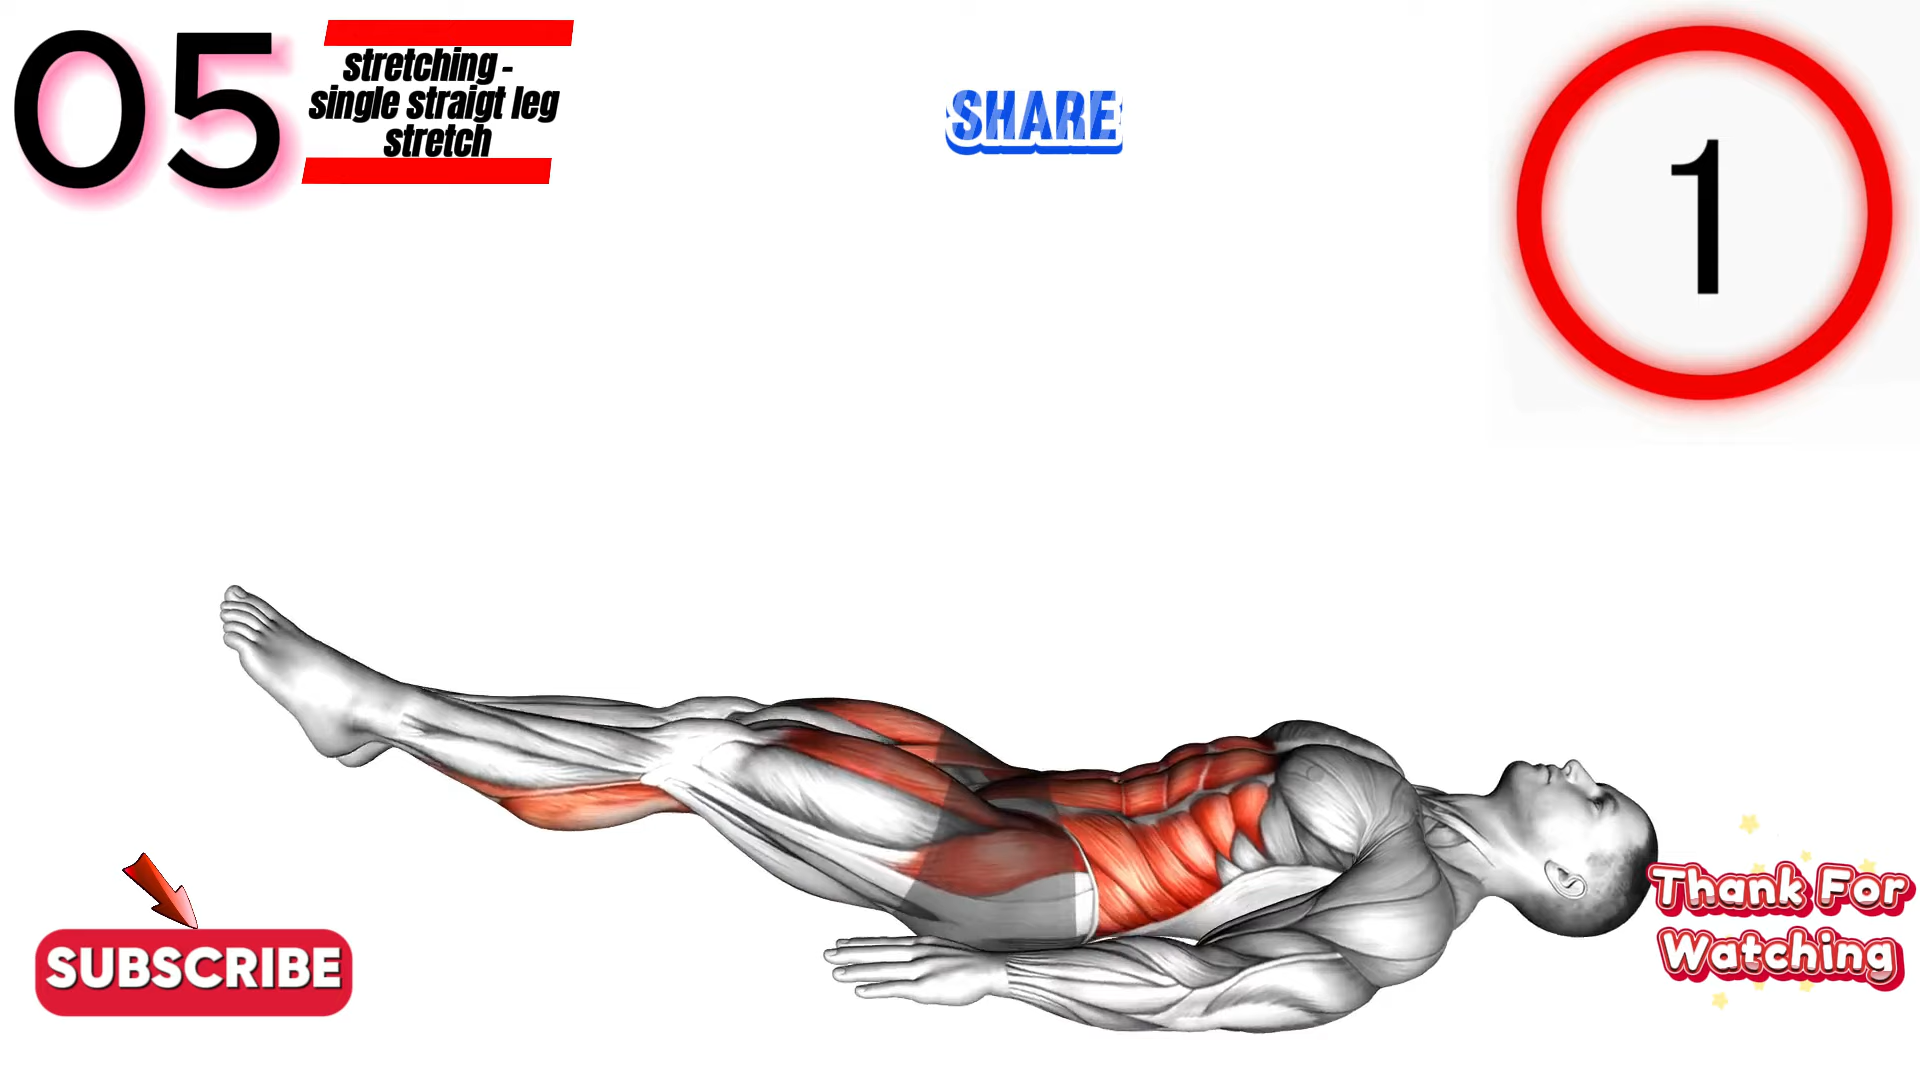 05
stretching -
single straigt leg
stretch
SHARE
1
SUBSCRIBE
Thank For
Watching